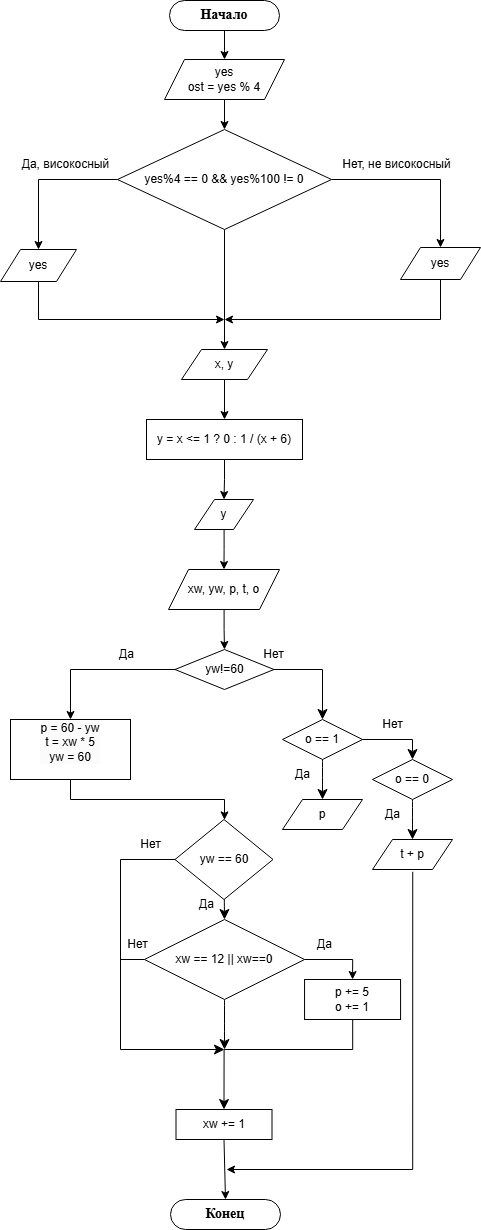 Начало
yes
ost = yes % 4
Да, високосный
Нет, не високосный
yes%4 == 0 && yes%100 != 0
yes
yes
x, y
y = x <= 1 ? 0 : 1 / (x + 6)
y
xw, yw, p, t, o
Да
Нет
yw!=60
p = 60 - yw
t = xw * 5
yw = 60
o == 1
Нет
Да
o == 0
p
Да
Нет
yw == 60
t + p
Да
Нет
xw == 12 || xw==0
Да
p += 5
o += 1
xw += 1
Конец